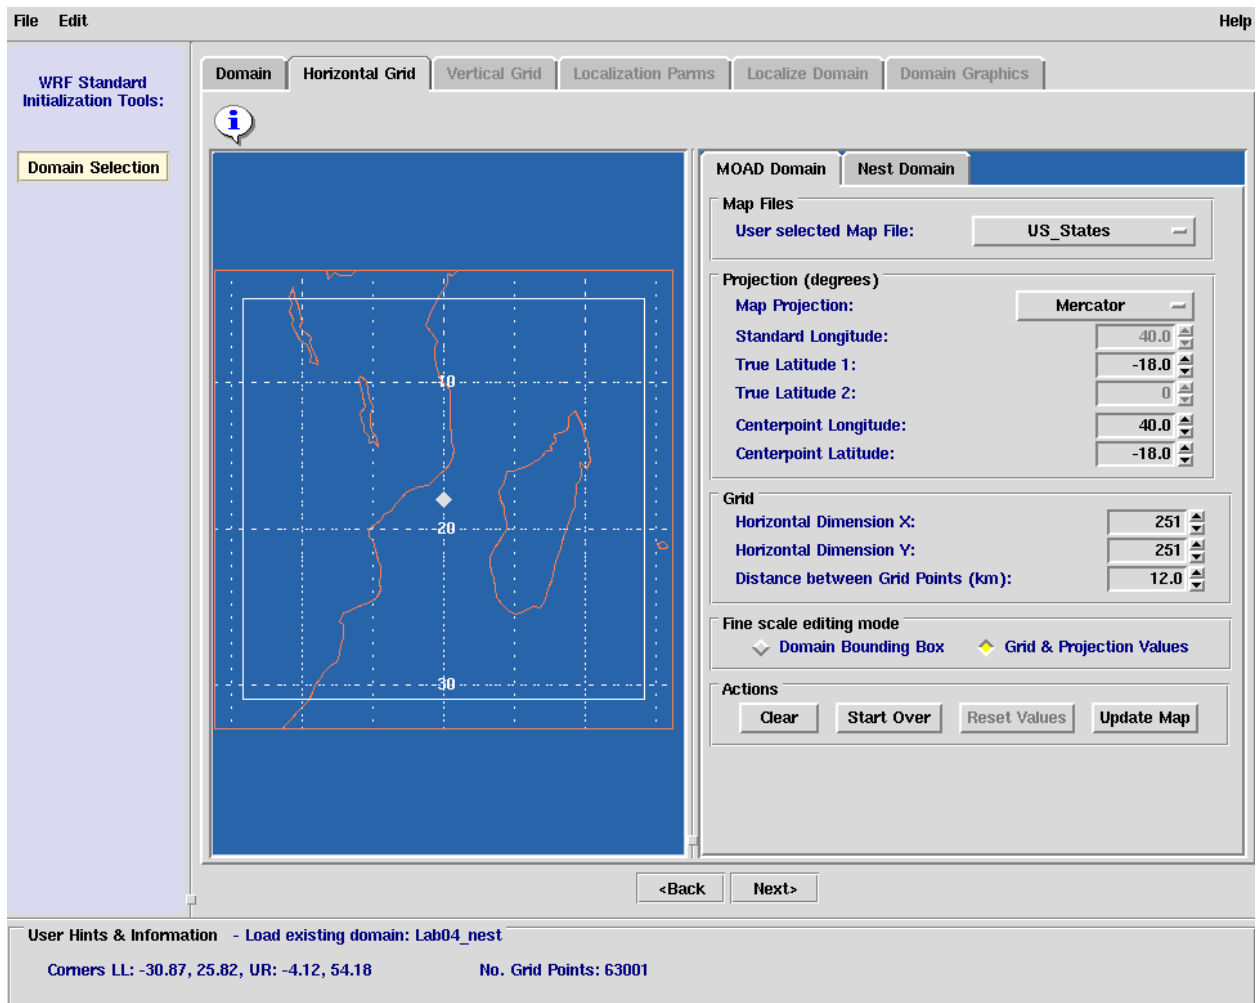 File Edit Help
WRF Standard
Initialization Tools:
Domain Selection
Domain Horizontal Grid Vertical Grid Localization Parms Localize Domain Domain Graphics
i
10
20
30
MOAD Domain Nest Domain
Map Files
User selected Map File: US_States
Projection (degrees)
Map Projection: Mercator
Standard Longitude: 40.0
True Latitude 1: -18.0
True Latitude 2: 0
Centerpoint Longitude: 40.0
Centerpoint Latitude: -18.0
Grid
Horizontal Dimension X: 251
Horizontal Dimension Y: 251
Distance between Grid Points (km): 12.0
Fine scale editing mode
Domain Bounding Box Grid & Projection Values
Actions
Clear Start Over Reset Values Update Map
<Back Next>
User Hints & Information - Load existing domain: Lab04_nest
Corners LL: -30.87, 25.82, UR: -4.12, 54.18 No. Grid Points: 63001